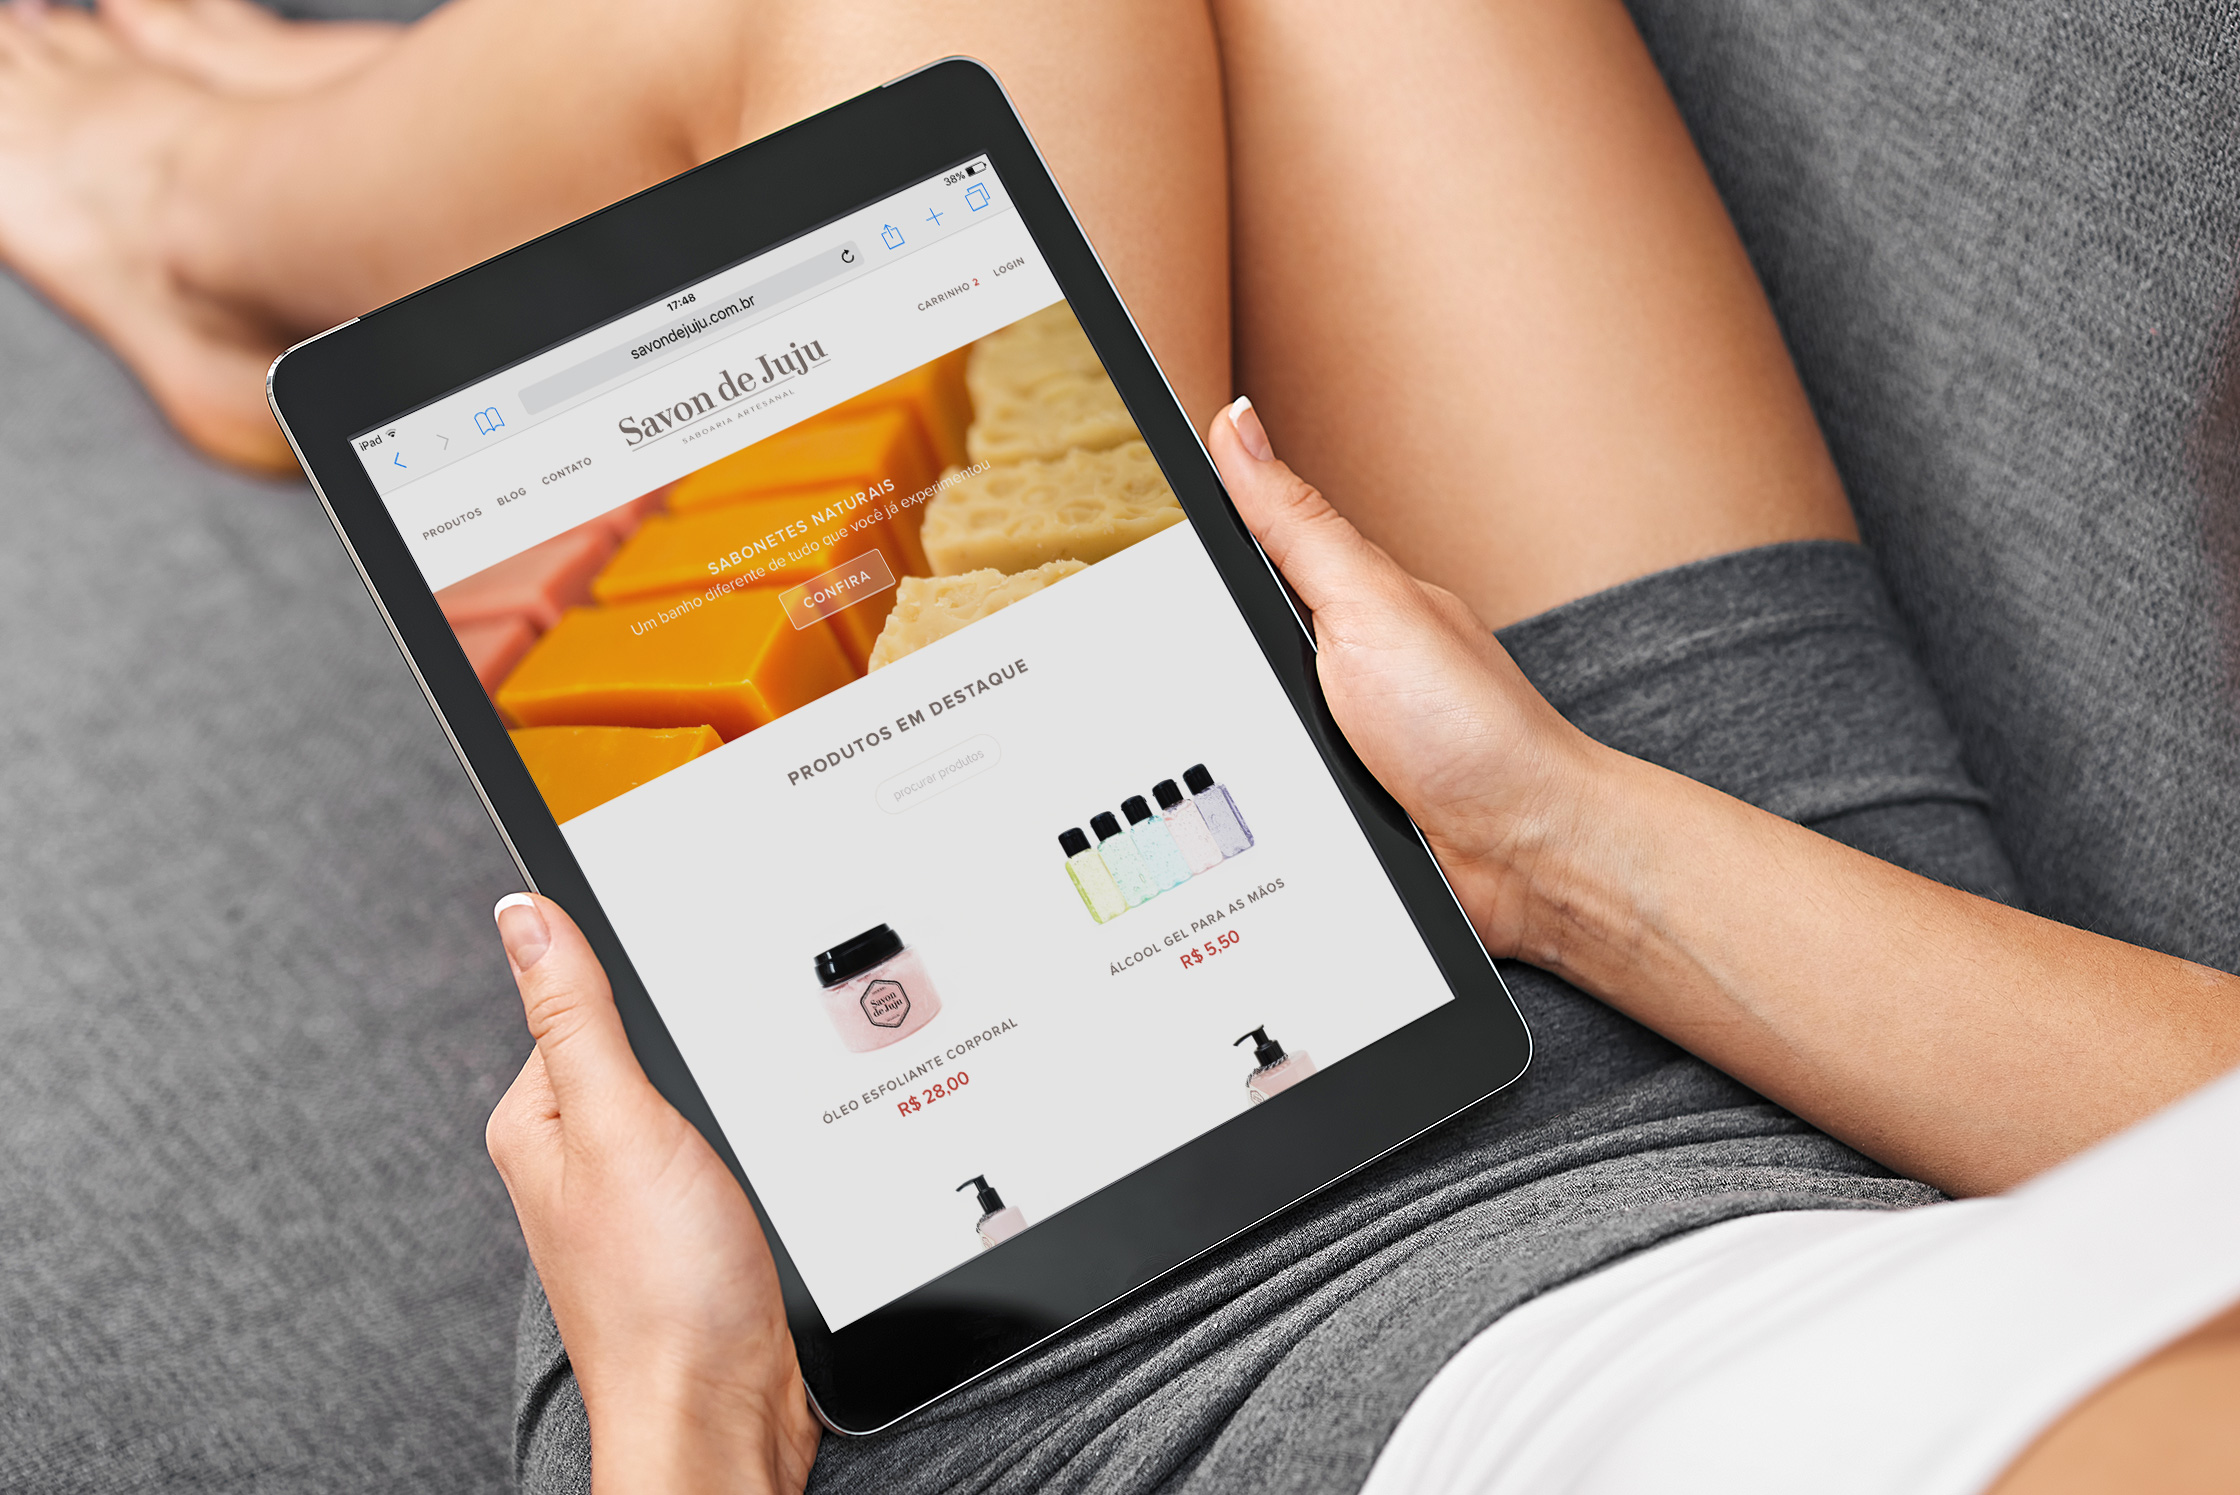 iPad
17:48
38%
savondejuju.com.br
PRODUTOS BLOG CONTATO
Savon de Juju
SABOARIA ARTESANAL
CARRINHO 2 LOGIN
SABONETES NATURAIS
Um banho diferente de tudo que você já experimentou
CONFIRA
PRODUTOS EM DESTAQUE
procurar produtos
Savon
de Juju
ÓLEO ESFOLIANTE CORPORAL
R$ 28,00
ÁLCOOL GEL PARA AS MÃOS
R$ 5,50